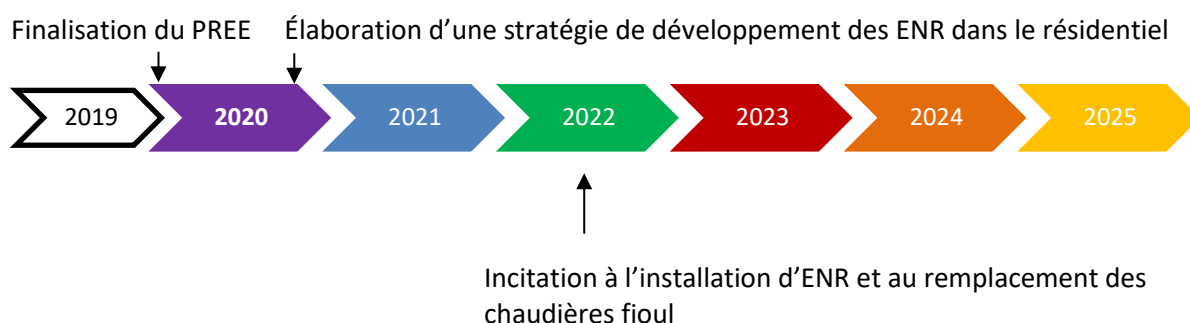 Finalisation du PREE Élaboration d’une stratégie de développement des ENR dans le résidentiel
2019 2020 2021 2022 2023 2024 2025
Incitation à l’installation d’ENR et au remplacement des
chaudières fioul